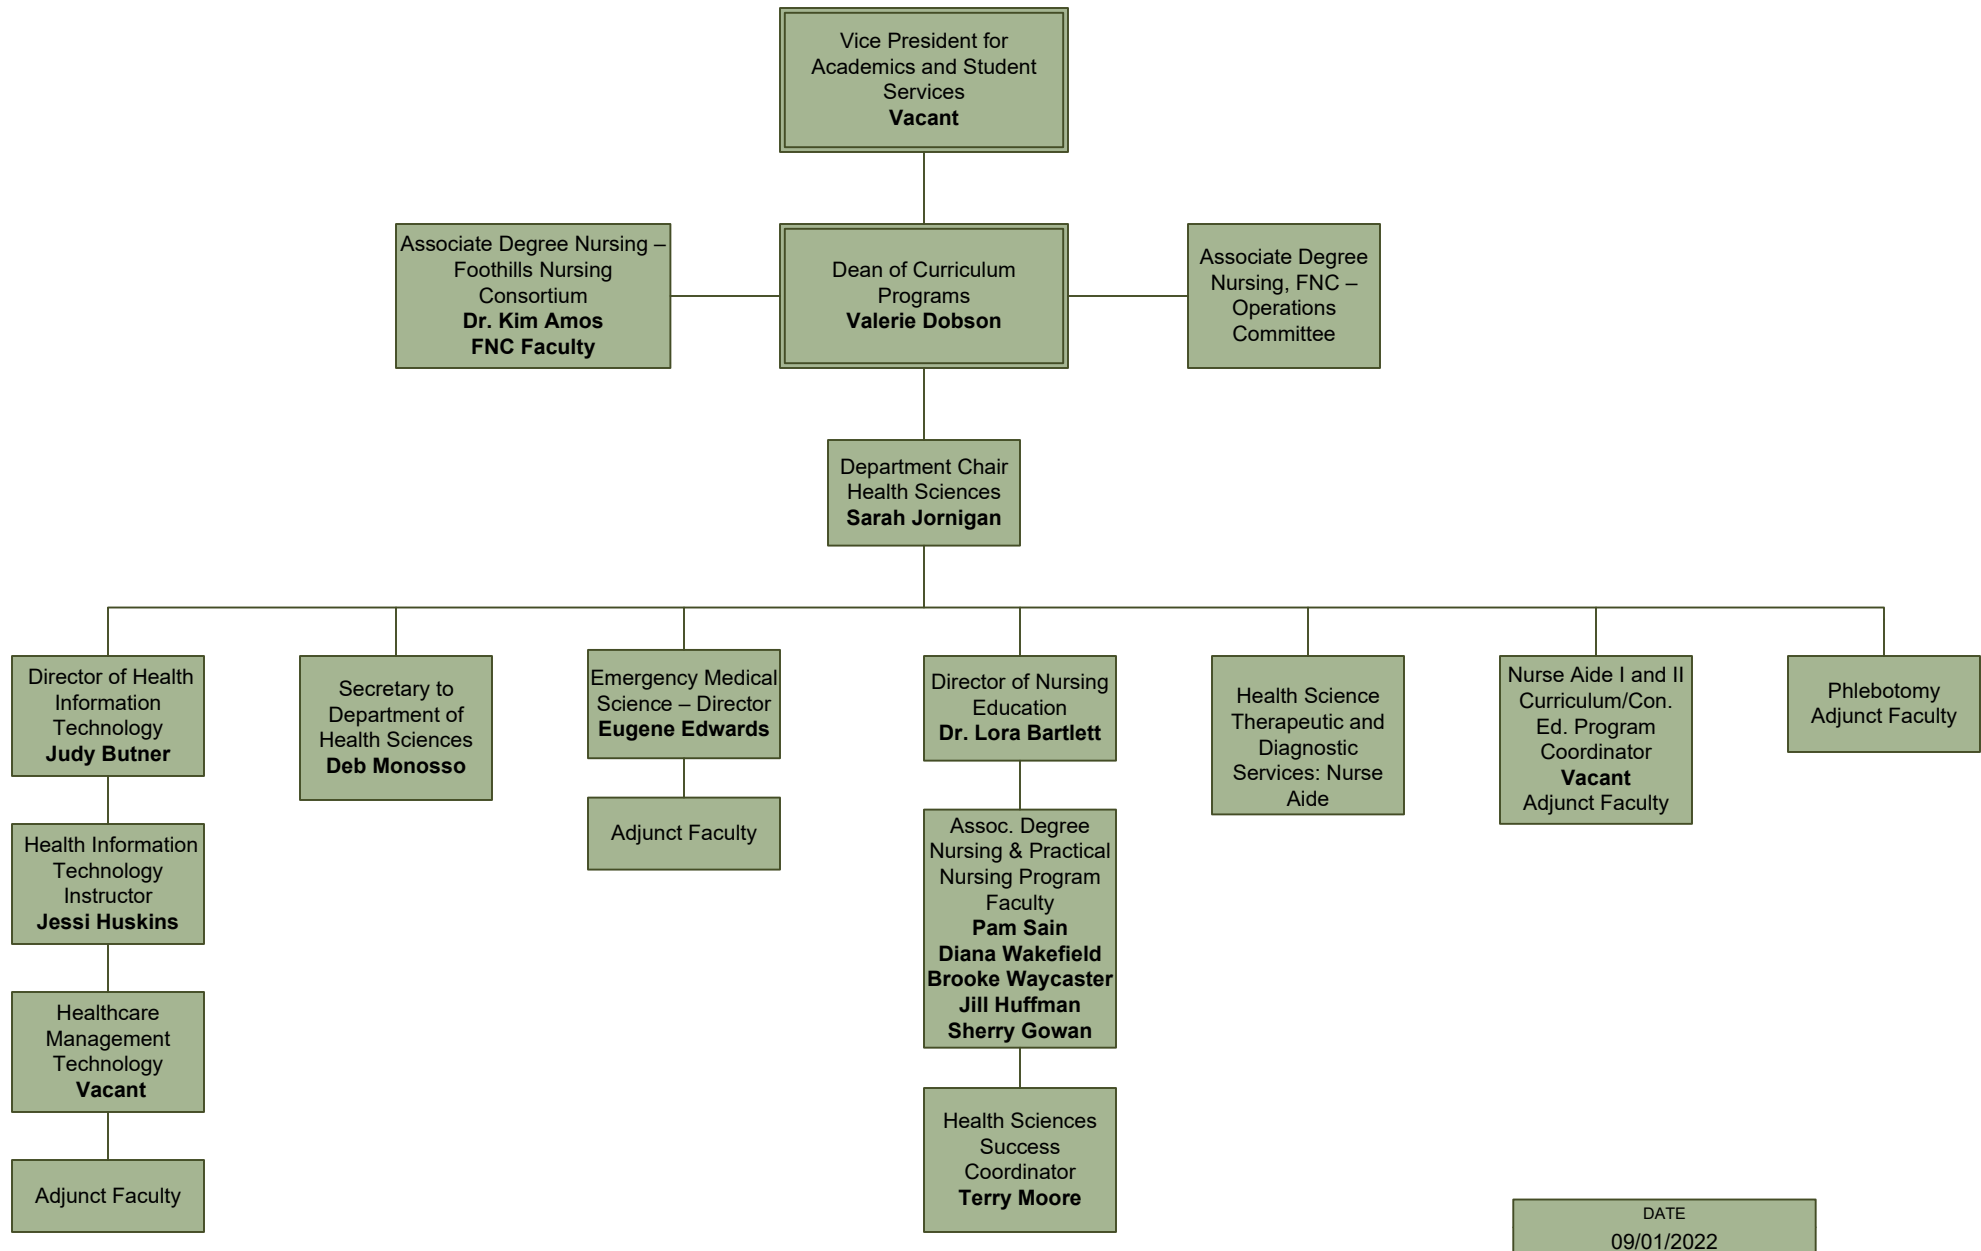 Vice President for
Academics and Student
Services
Vacant
Associate Degree Nursing –
Foothills Nursing
Consortium
Dr. Kim Amos
FNC Faculty
Dean of Curriculum
Programs
Valerie Dobson
Associate Degree
Nursing, FNC –
Operations
Committee
Department Chair
Health Sciences
Sarah Jornigan
Director of Health
Information
Technology
Judy Butner
Secretary to
Department of
Health Sciences
Deb Monosso
Emergency Medical
Science – Director
Eugene Edwards
Director of Nursing
Education
Dr. Lora Bartlett
Health Science
Therapeutic and
Diagnostic
Services: Nurse
Aide
Nurse Aide I and II
Curriculum/Con.
Ed. Program
Coordinator
Vacant
Adjunct Faculty
Phlebotomy
Adjunct Faculty
Health Information
Technology
Instructor
Jessi Huskins
Adjunct Faculty
Assoc. Degree
Nursing & Practical
Nursing Program
Faculty
Pam Sain
Diana Wakefield
Brooke Waycaster
Jill Huffman
Sherry Gowan
Healthcare
Management
Technology
Vacant
Health Sciences
Success
Coordinator
Terry Moore
Adjunct Faculty
DATE
09/01/2022